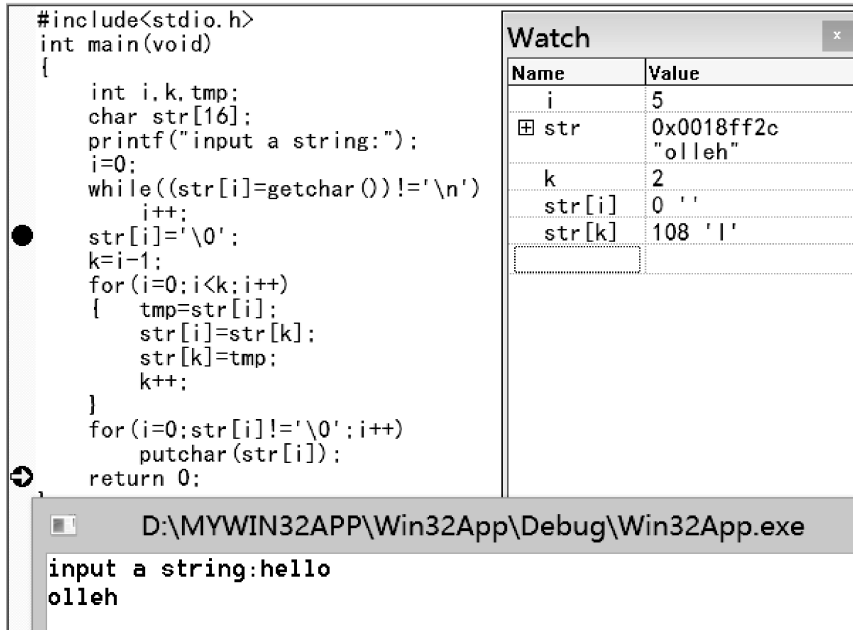 #include<stdio.h>
int main(void)
{
int i,k,tmp;
char str[16];
printf("input a string:");
i=0;
while((str[i]=getchar())!='\n')
i++;
str[i]='\0';
k=i-1;
for(i=0;i<k;i++)
{ tmp=str[i];
str[i]=str[k];
str[k]=tmp;
k++;
}
for(i=0;str[i]!='\0';i++)
putchar(str[i]);
return 0;
Watch
x
Name Value
i 5
str 0x0018ff2c
"olleh"
k 2
str[i] 0 ''
str[k] 108 'l'
D:\MYWIN32APP\Win32App\Debug\Win32App.exe
input a string:hello
olleh